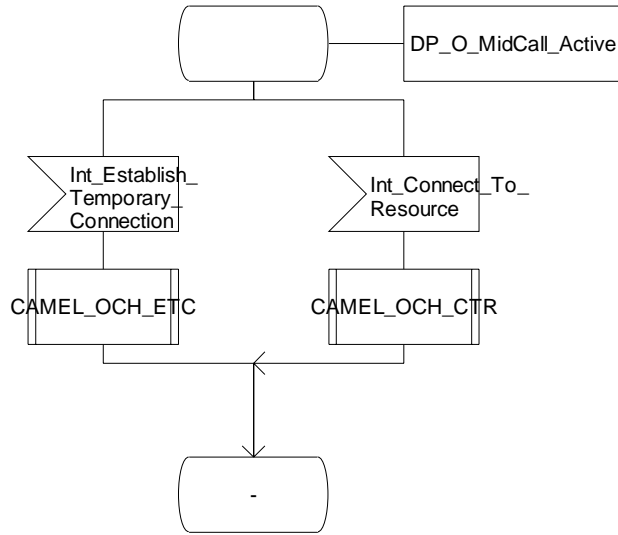 DP_O_MidCall_Active
Int_Establish_
Temporary_
Connection
Int_Connect_To_
Resource
CAMEL_OCH_ETC
CAMEL_OCH_CTR
-